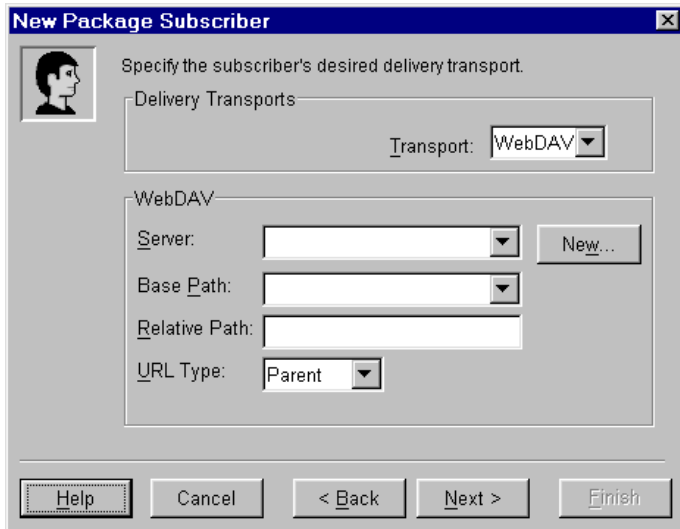 New Package Subscriber
Specify the subscriber's desired delivery transport.
Delivery Transports
Transport: WebDAV
WebDAV
Server: New...
Base Path:
Relative Path:
URL Type: Parent
Help Cancel < Back Next > Finish